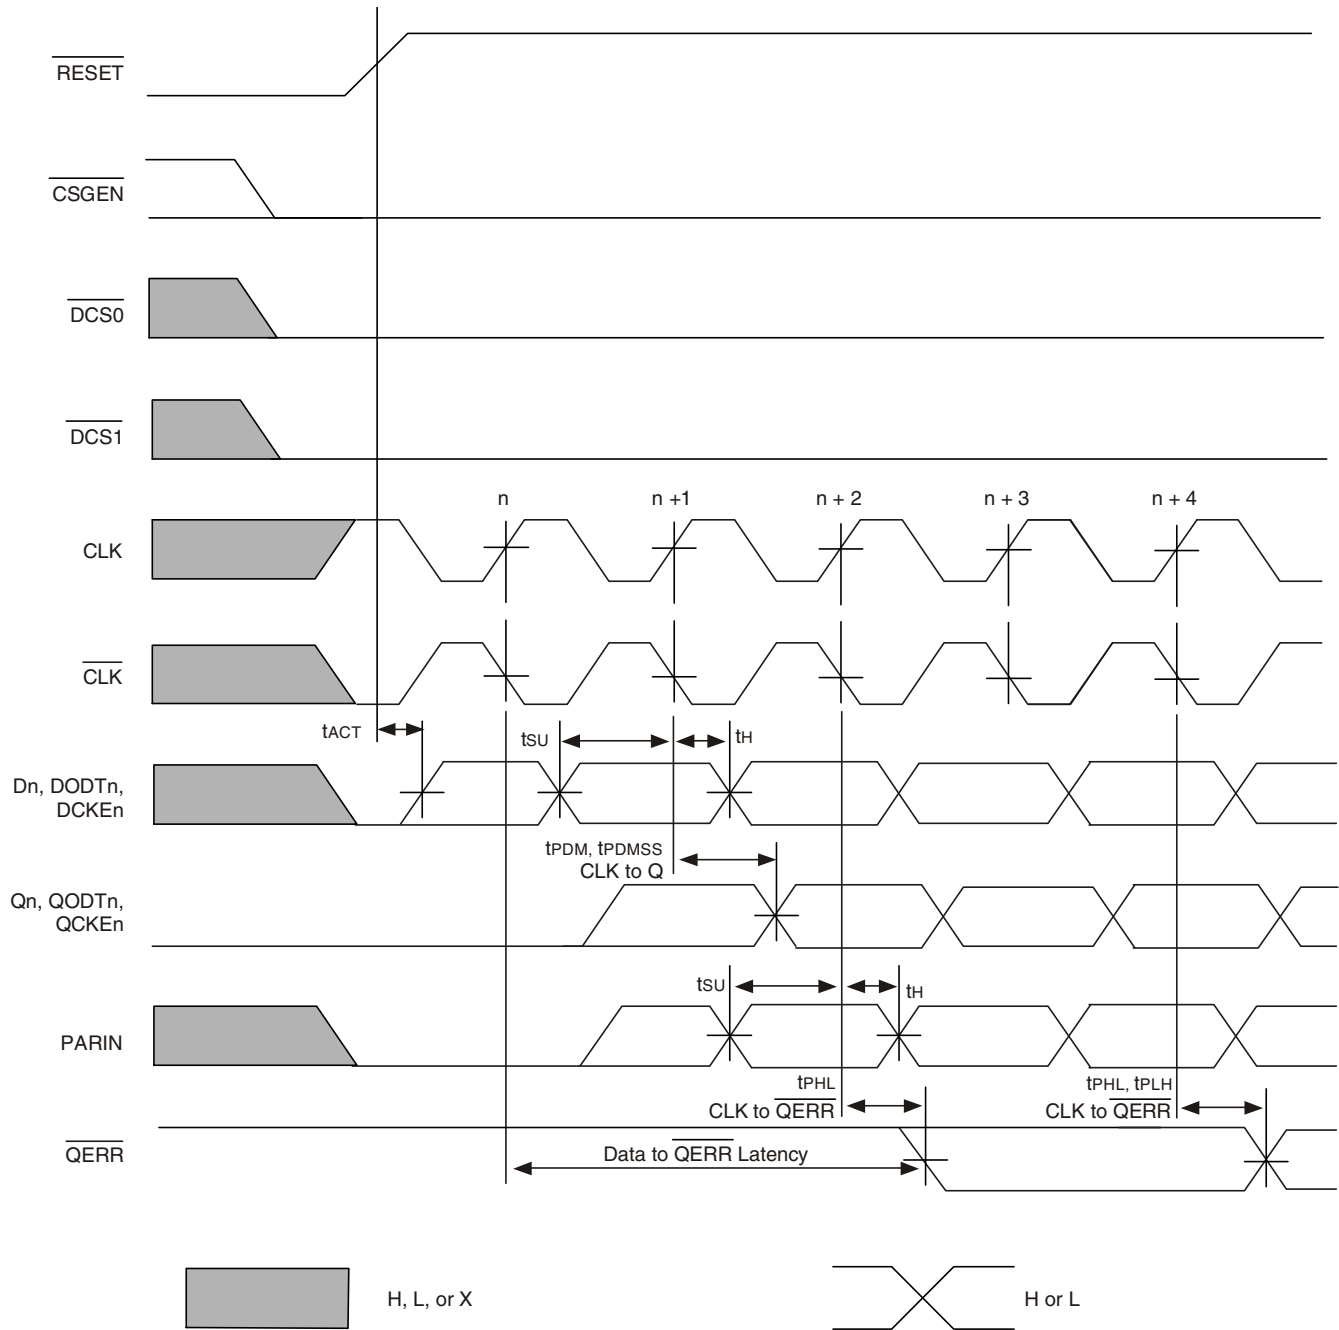 RESET
CSGEN
DCS0
DCS1
n
n +1
n + 2
n + 3
n + 4
CLK
CLK
tACT
tSU
tH
Dn, DODTn,
DCKEn
tPDM, tPDMSS
CLK to Q
Qn, QODTn,
QCKEn
tSU
tH
PARIN
tPHL
CLK to QERR
tPHL, tPLH
CLK to QERR
QERR
Data to QERR Latency
H, L, or X
H or L